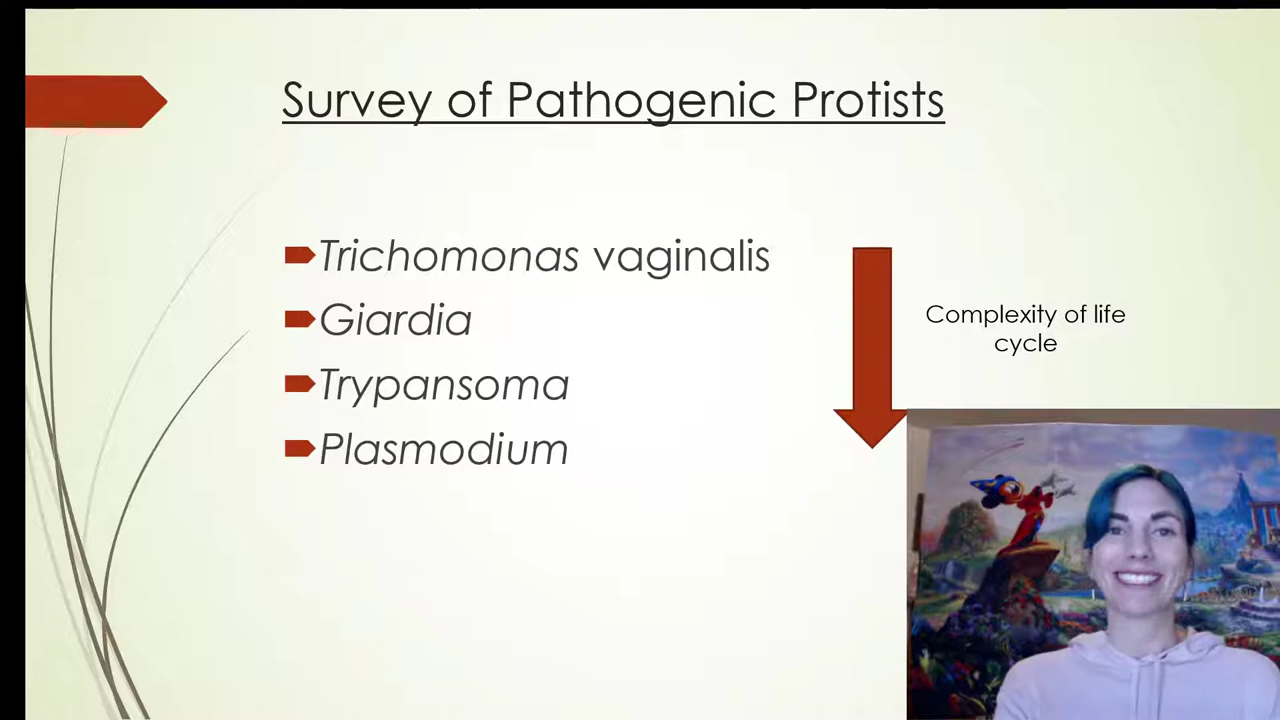 Survey of Pathogenic Protists
Trichomonas vaginalis
Giardia
Trypansoma
Plasmodium
Complexity of life
cycle